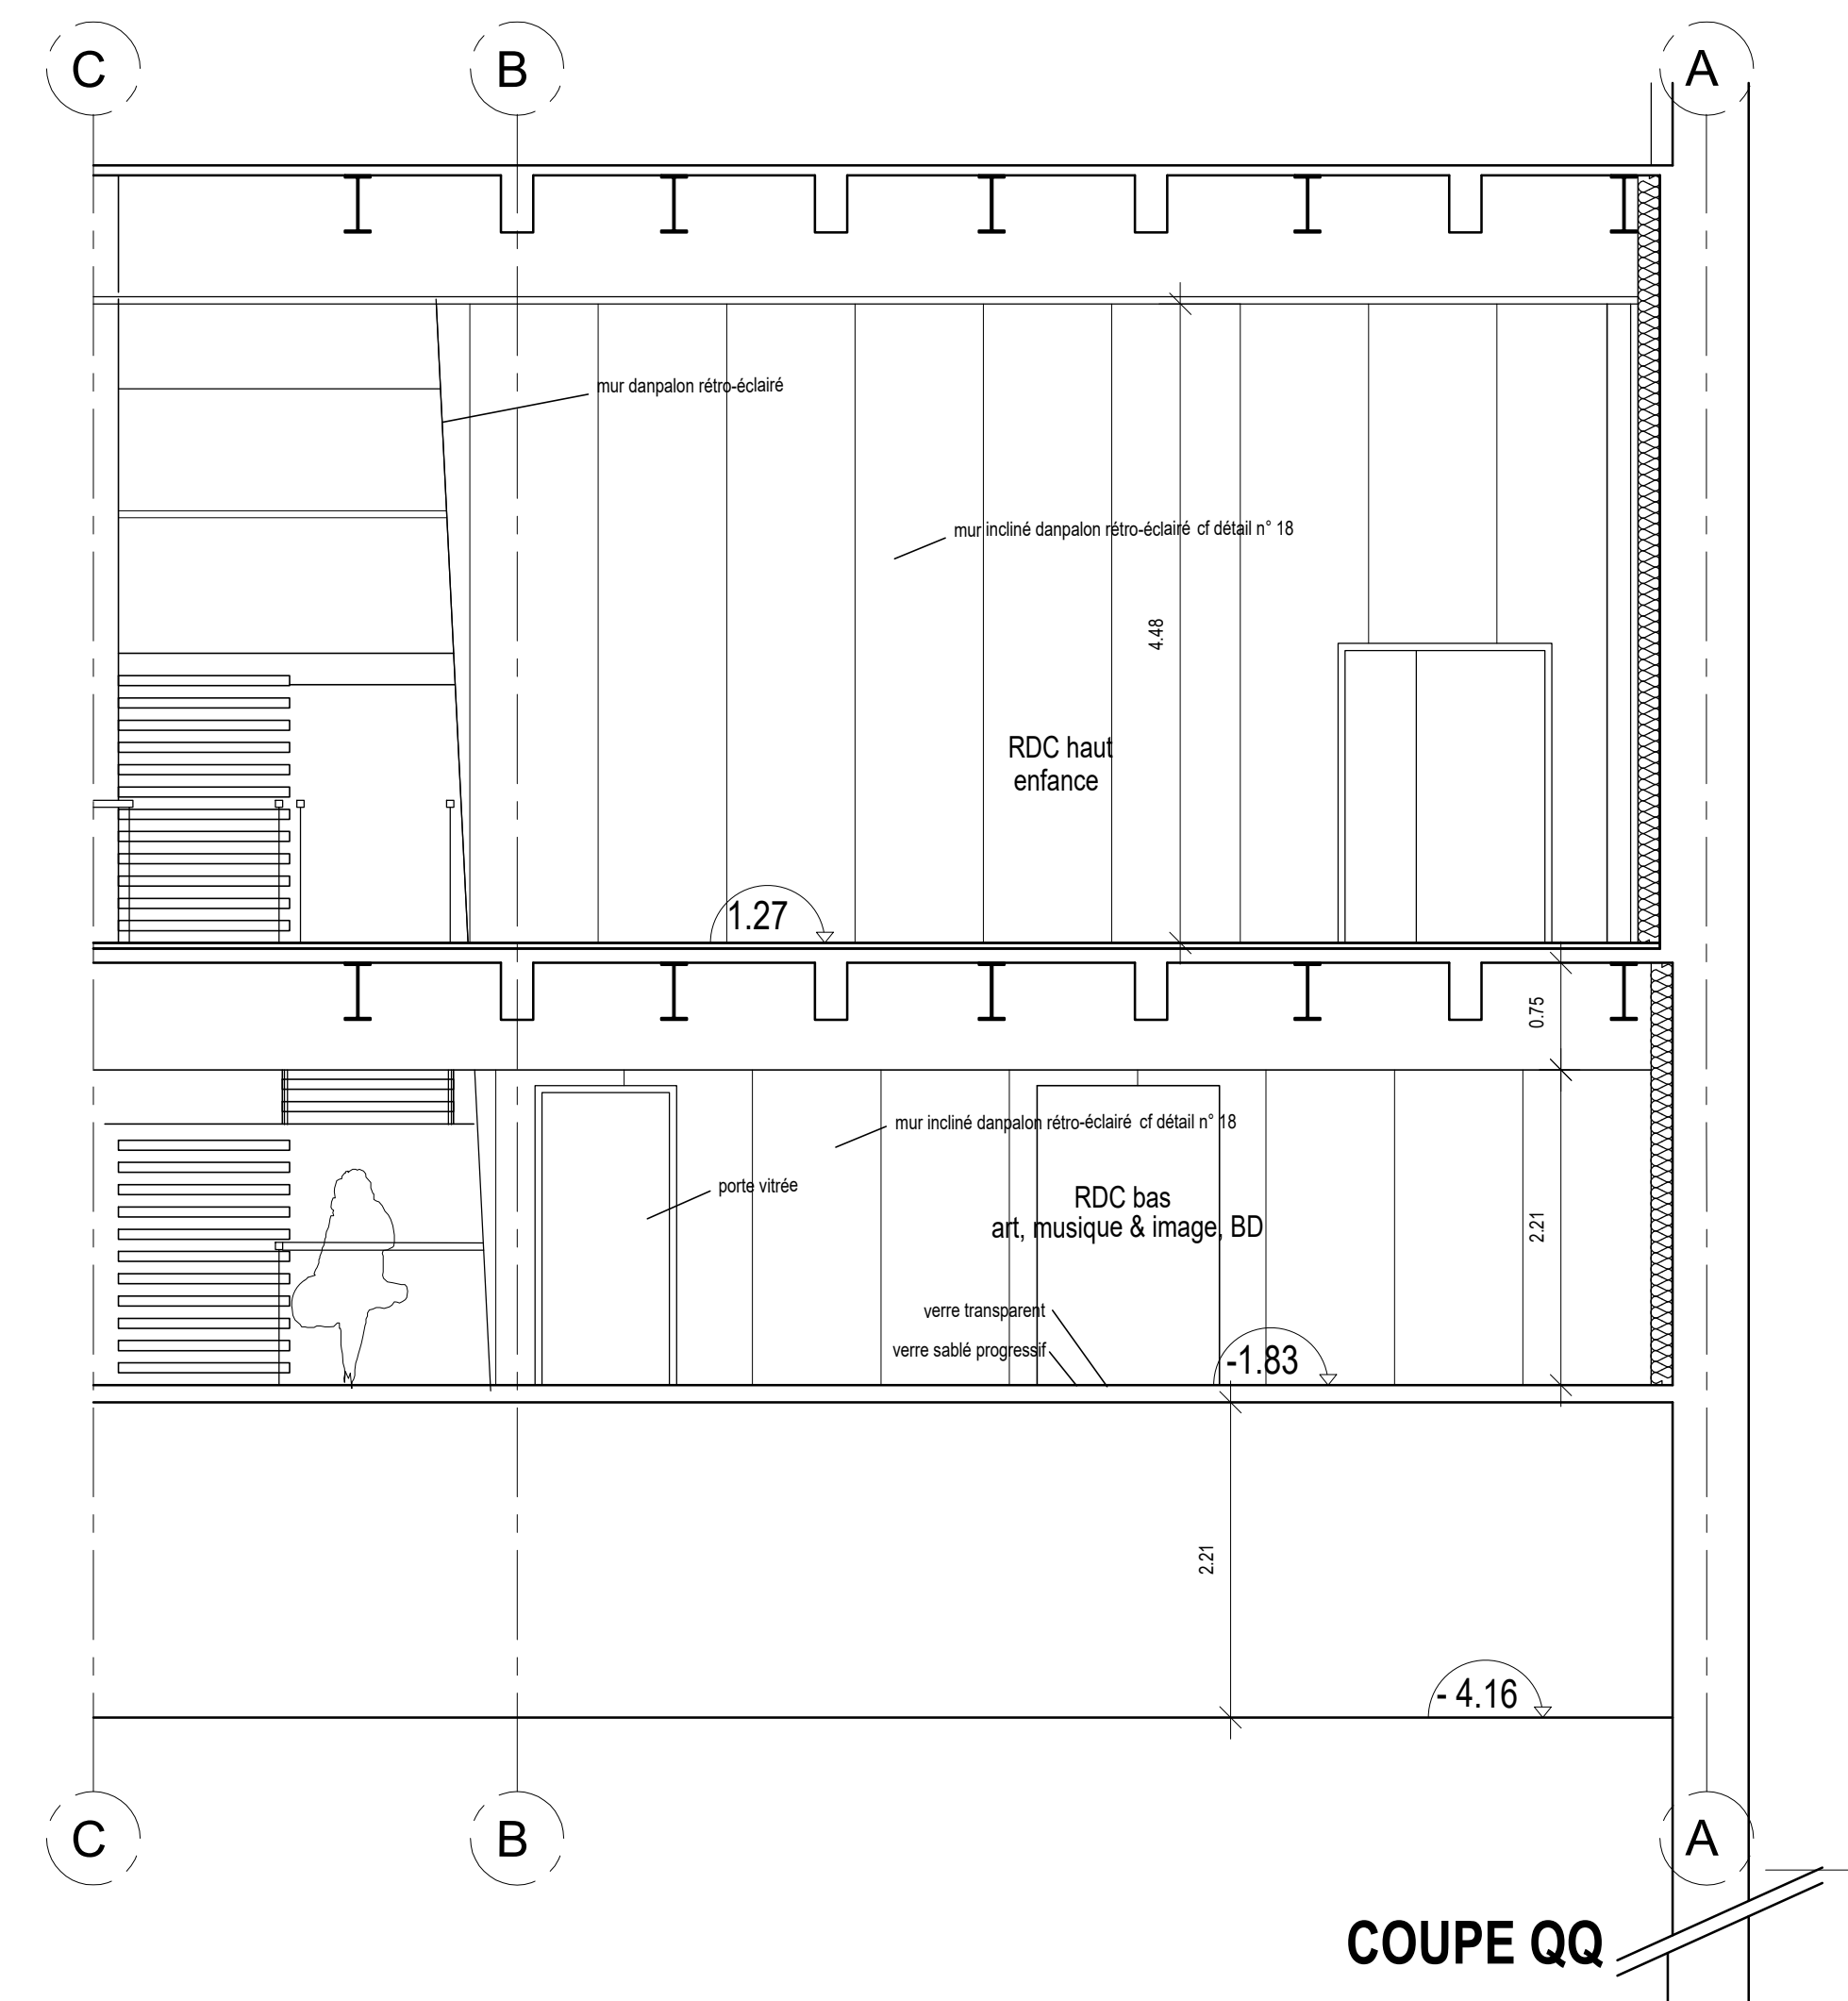 C
B
A
mur danpalon rétro-éclairé
mur incliné danpalon rétro-éclairé cf détail n° 18
4.48
RDC haut
enfance
1.27
0.75
mur incliné danpalon rétro-éclairé cf détail n° 18
porte vitrée
RDC bas
art, musique & image, BD
2.21
verre transparent
verre sablé progressif
-1.83
2.21
- 4.16
C
B
A
COUPE QQ